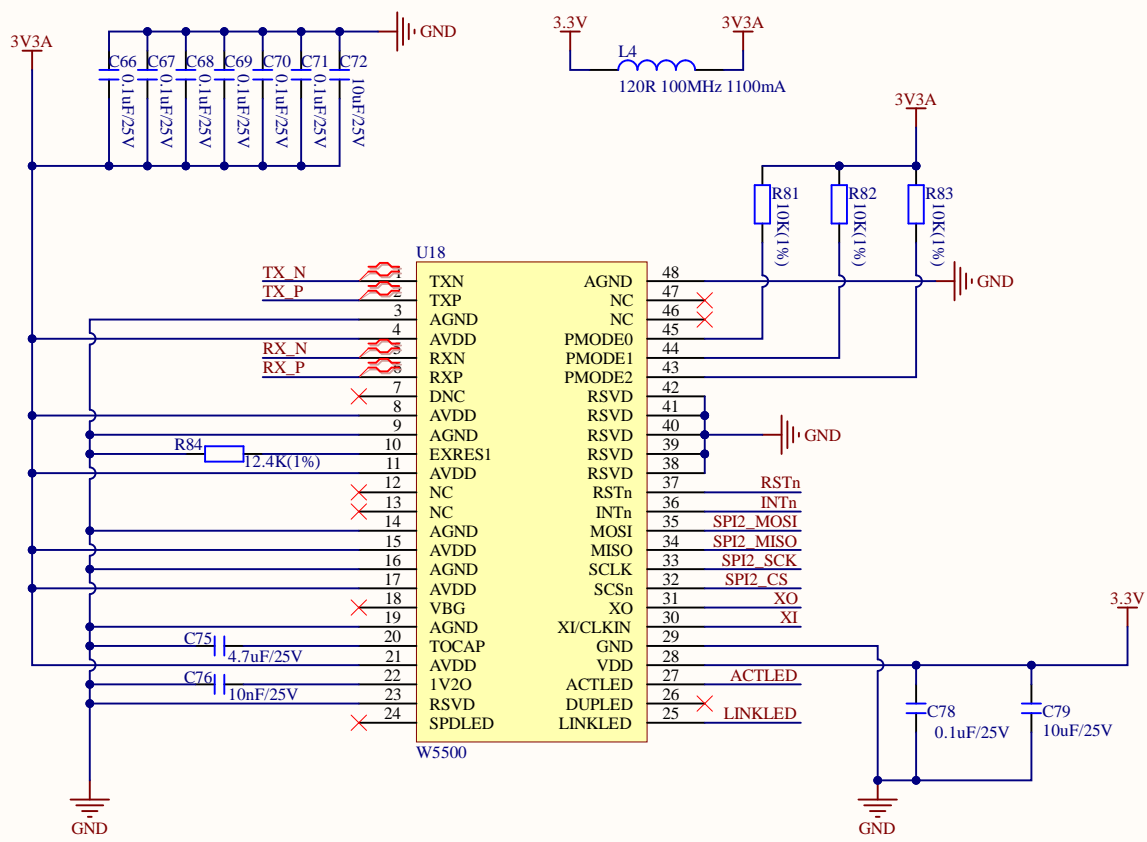 3V3A
C66
0.1uF/25V
C67
0.1uF/25V
C68
0.1uF/25V
C69
0.1uF/25V
C70
0.1uF/25V
C71
0.1uF/25V
C72
10uF/25V
GND
3.3V
3V3A
L4
120R 100MHz 1100mA
3V3A
R81
10K(1%)
R82
10K(1%)
R83
10K(1%)
GND
U18
TX_N
1 TXN
TX_P
2 TXP
3 AGND
4 AVDD
RX_N
5 RXN
RX_P
6 RXP
7 DNC
8 AVDD
9 AGND
R84
12.4K(1%)
10 EXRES1
11 AVDD
12 NC
13 NC
14 AGND
15 AVDD
16 AGND
17 AVDD
18 VBG
19 AGND
C75
4.7uF/25V
20 TOCAP
21 AVDD
C76
10nF/25V
22 1V2O
23 RSVD
24 SPDLED
AGND 48
NC 47
NC 46
PMODE0 45
PMODE1 44
PMODE2 43
RSVD 42
RSVD 41
RSVD 40
RSVD 39
RSVD 38
GND
RSTn 37 RSTn
INTn 36 INTn
MOSI 35 SPI2_MOSI
MISO 34 SPI2_MISO
SCLK 33 SPI2_SCK
SCSn 32 SPI2_CS
XO 31 XO
XI/CLKIN 30 XI
GND 29
VDD 28
ACTLED 27 ACTLED
DUPLED 26
LINKLED 25 LINKLED
W5500
3.3V
C78
0.1uF/25V
C79
10uF/25V
GND
GND